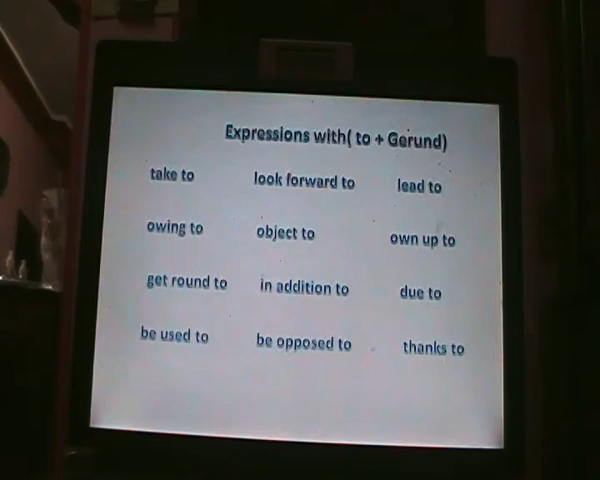 Expressions with( to + Gerund)
take to look forward to lead to
owing to object to own up to
get round to in addition to due to
be used to be opposed to thanks to